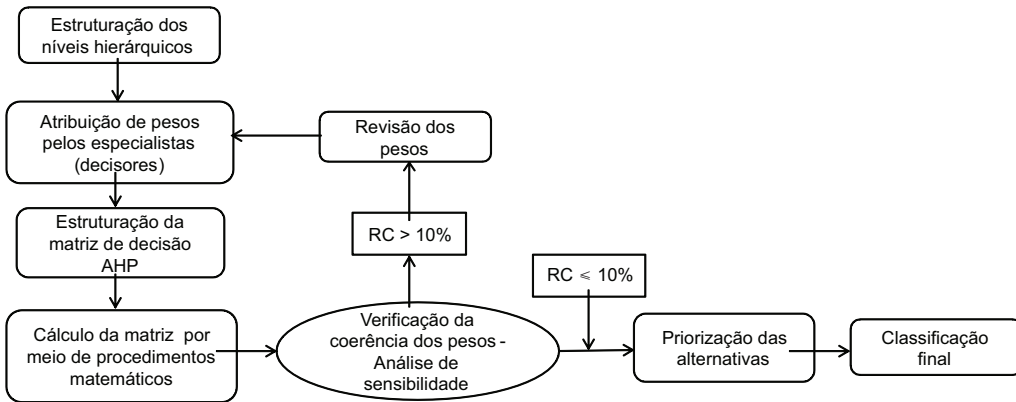 Estruturação dos
níveis hierárquicos
Atribuição de pesos
pelos especialistas
(decisores)
Revisão dos
pesos
Estruturação da
matriz de decisão
AHP
RC > 10%
RC ⩽ 10%
Cálculo da matriz por
meio de procedimentos
matemáticos
Verificação da
coerência dos pesos -
Análise de
sensibilidade
Priorização das
alternativas
Classificação
final